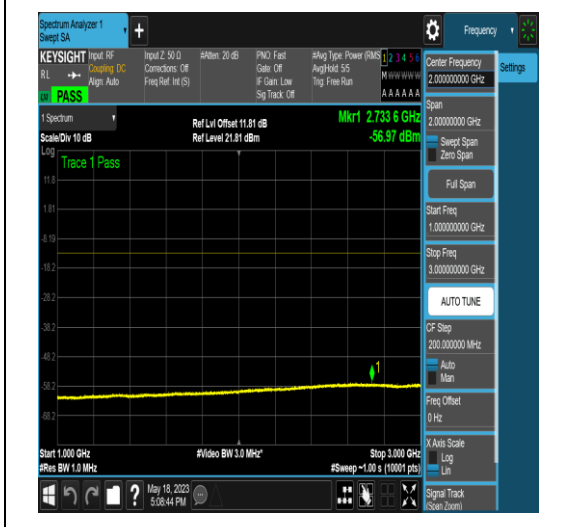 Spectrum Analyzer 1
Swept SA
+
Frequency
Settings
KEYSIGHT
RL
PASS
Input: RF
Coupling: DC
Align: Auto
Input Z: 50 Ω
Corrections: Off
Freq Ref: Int (S)
#Atten: 20 dB
PNO: Fast
Gate: Off
IF Gain: Low
Sig Track: Off
#Avg Type: Power (RMS)
Avg|Hold: 5/5
Trig: Free Run
1 2 3 4 5 6
M W W W W W
A A A A A A
1 Spectrum
Scale/Div 10 dB
Ref Lvl Offset 11.81 dB
Ref Level 21.81 dBm
Mkr1 2.733 6 GHz
-56.97 dBm
Log
Trace 1 Pass
11.8
1.81
-8.19
-18.2
-28.2
-38.2
-48.2
-58.2
-68.2
1
Start 1.000 GHz
#Res BW 1.0 MHz
#Video BW 3.0 MHz*
Stop 3.000 GHz
#Sweep ~1.00 s (10001 pts)
Center Frequency
2.000000000 GHz
Span
2.00000000 GHz
Swept Span
Zero Span
Full Span
Start Freq
1.000000000 GHz
Stop Freq
3.000000000 GHz
AUTO TUNE
CF Step
200.000000 MHz
Auto
Man
Freq Offset
0 Hz
X Axis Scale
Log
Lin
Signal Track
(Span Zoom)
?
May 18, 2023
5:08:44 PM